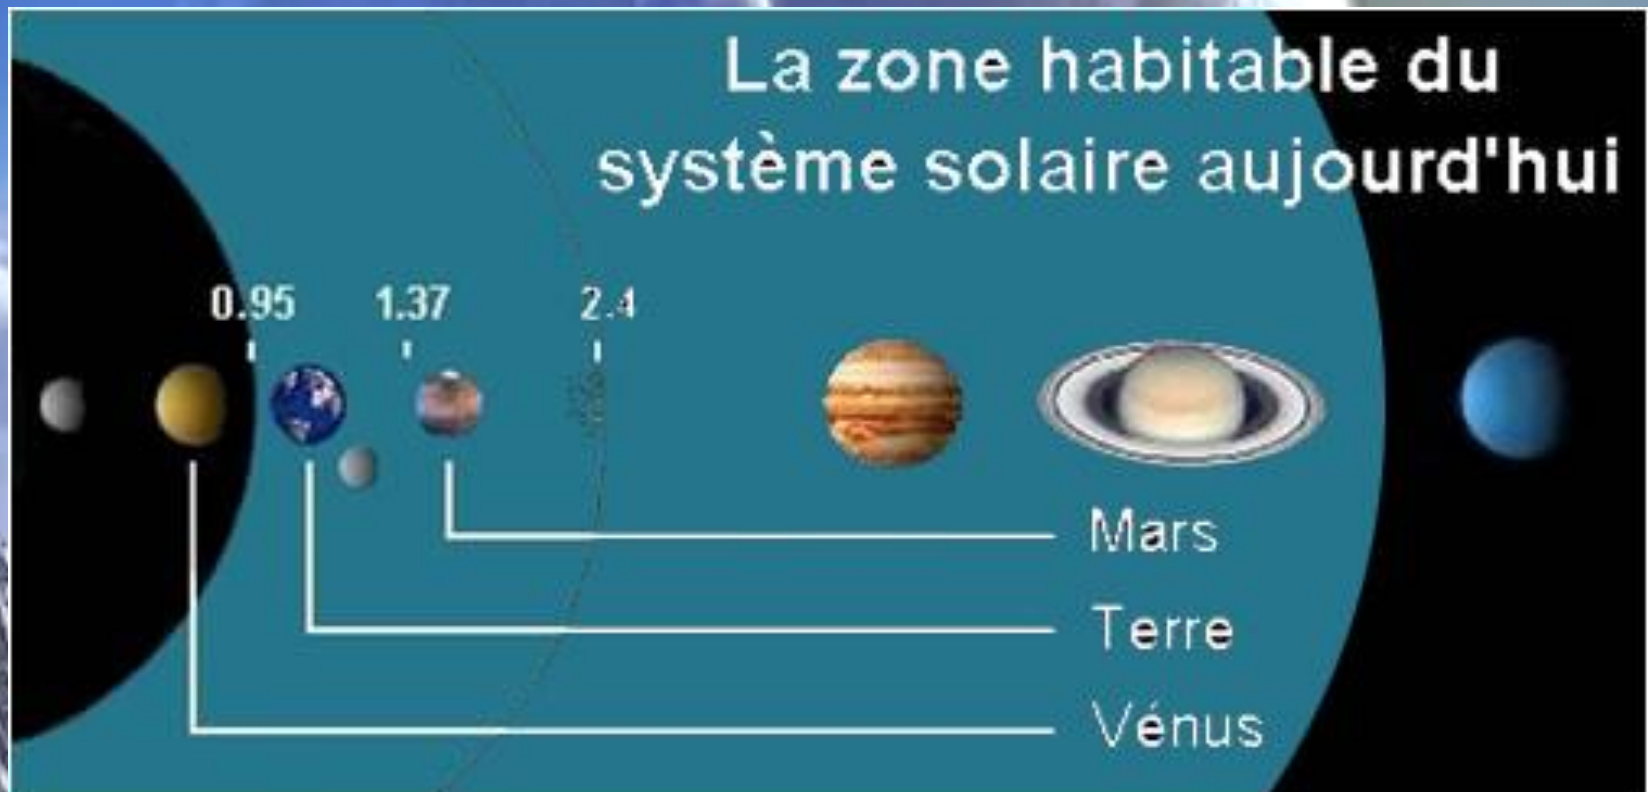 La zone habitable du
système solaire aujourd'hui
0.95 1.37 2.4
Mars
Terre
Vénus